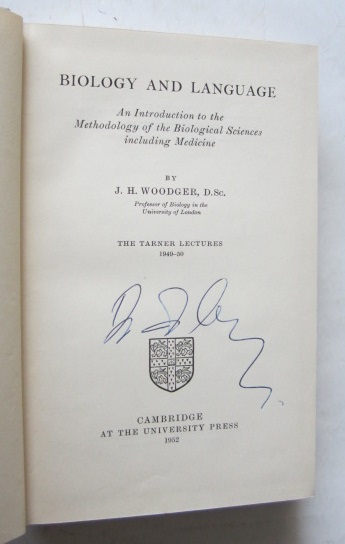 BIOLOGY AND LANGUAGE
An Introduction to the
Methodology of the Biological Sciences
including Medicine
BY
J. H. WOODGER, D.Sc.
Professor of Biology in the
University of London
THE TARNER LECTURES
1949–50
CAMBRIDGE
AT THE UNIVERSITY PRESS
1952